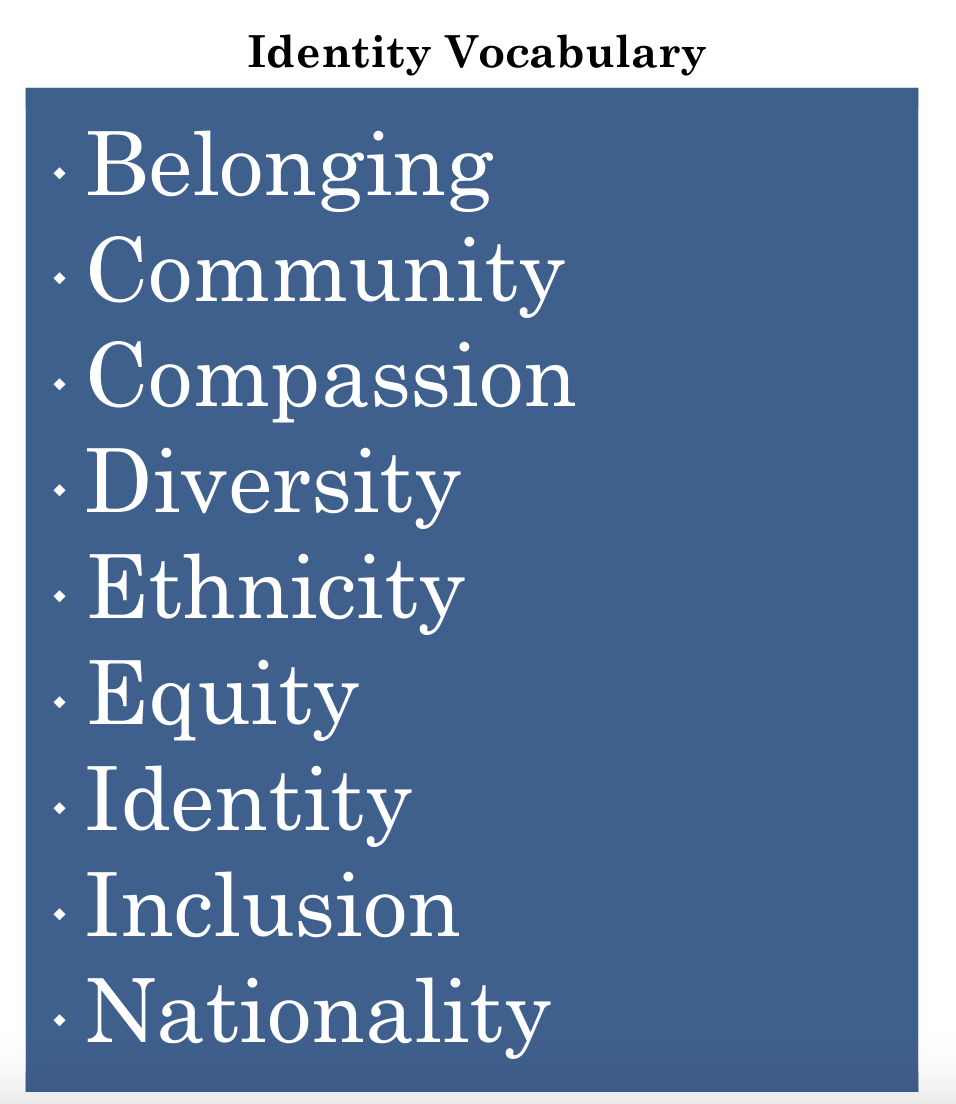 Identity Vocabulary
Belonging
Community
Compassion
Diversity
Ethnicity
Equity
Identity
Inclusion
Nationality